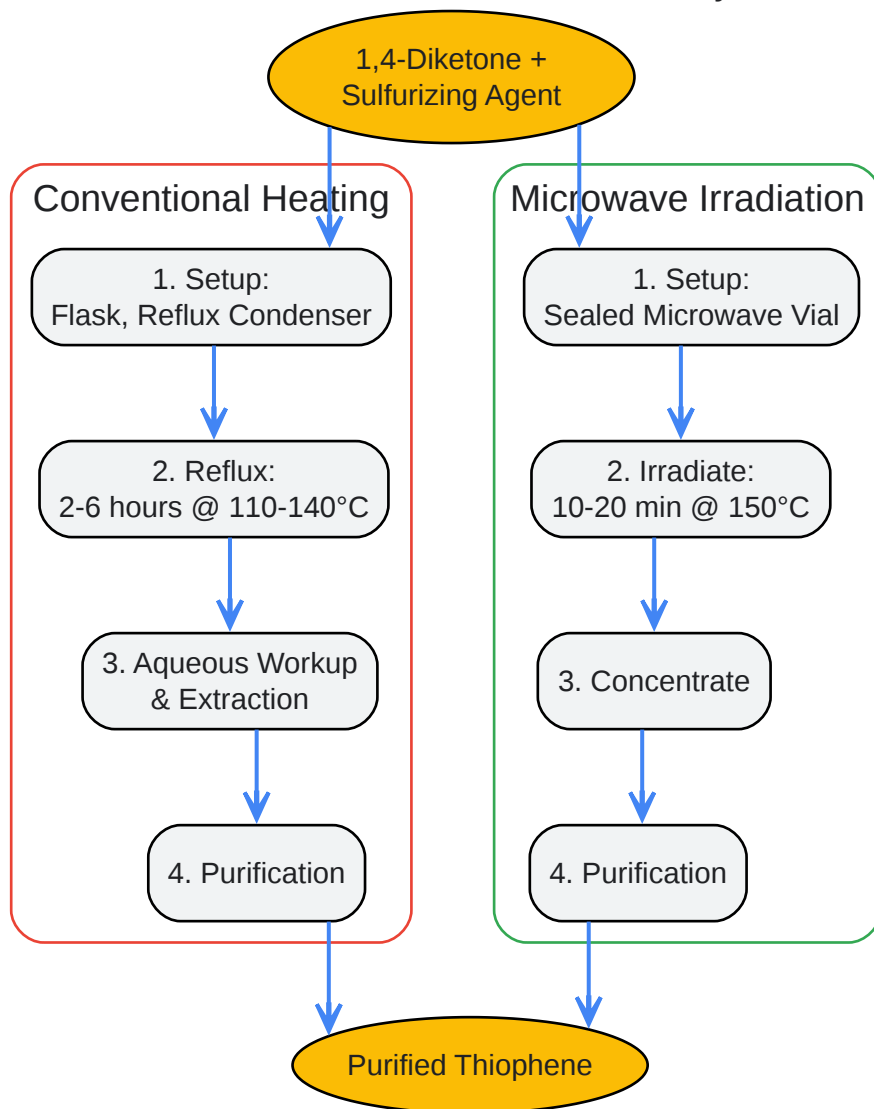 1,4-Diketone +
Sulfurizing Agent
Conventional Heating
1. Setup:
Flask, Reflux Condenser
2. Reflux:
2-6 hours @ 110-140°C
3. Aqueous Workup
& Extraction
4. Purification
Microwave Irradiation
1. Setup:
Sealed Microwave Vial
2. Irradiate:
10-20 min @ 150°C
3. Concentrate
4. Purification
Purified Thiophene